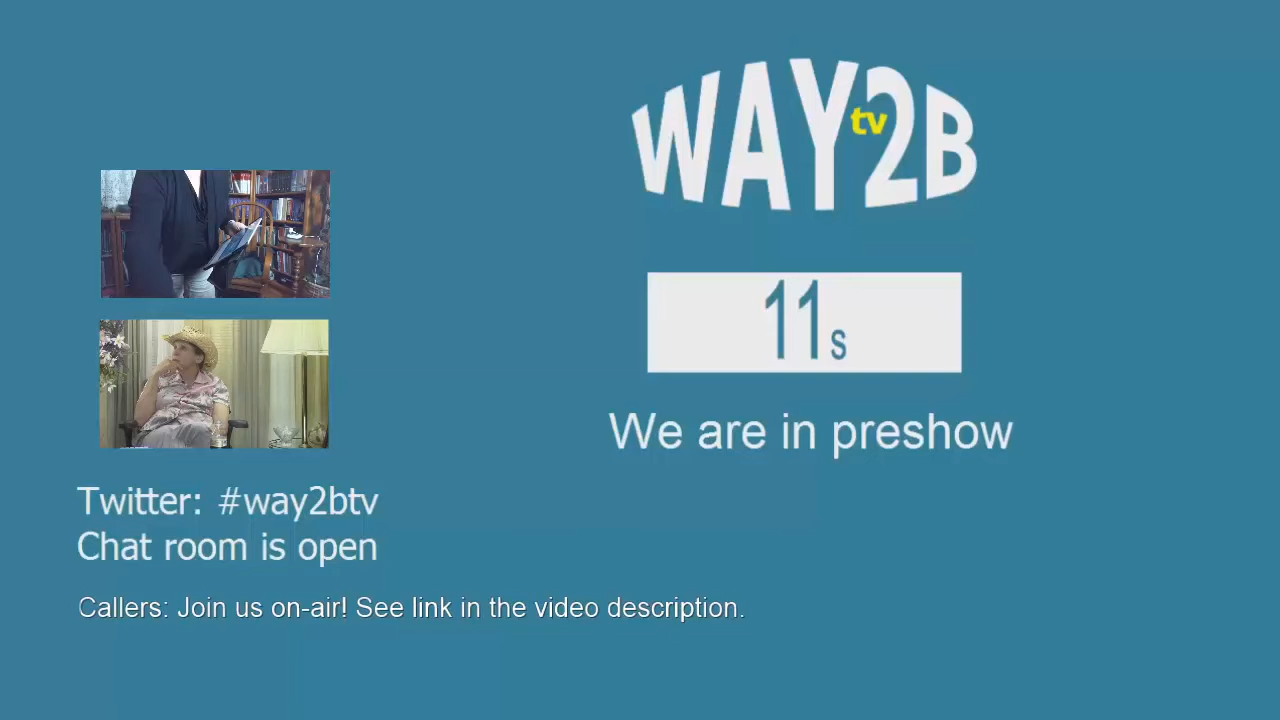 WAY tv 2B
11s
We are in preshow
Twitter: #way2btv
Chat room is open
Callers: Join us on-air! See link in the video description.